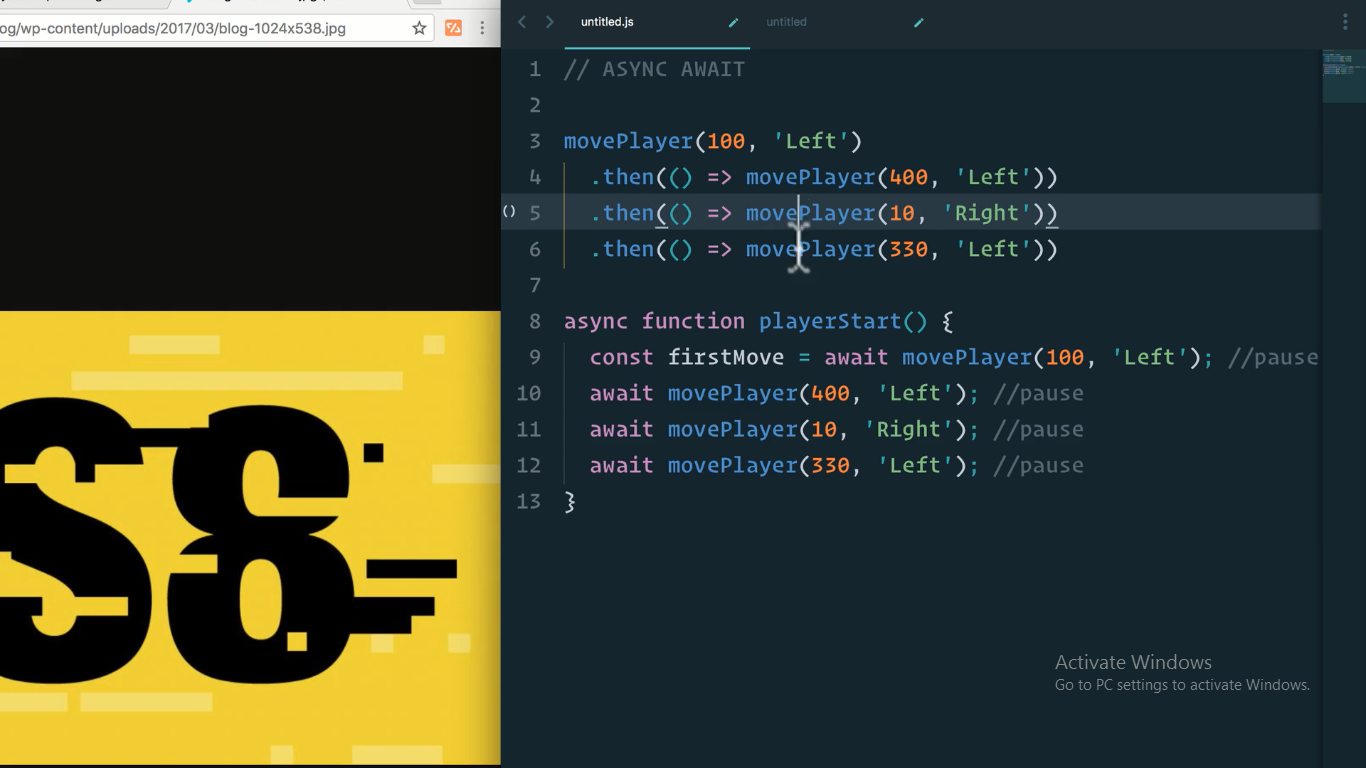 og/wp-content/uploads/2017/03/blog-1024x538.jpg
untitled.js
untitled
1 // ASYNC AWAIT
2
3 movePlayer(100, 'Left')
4 .then(() => movePlayer(400, 'Left'))
() 5 .then(() => movePlayer(10, 'Right'))
6 .then(() => movePlayer(330, 'Left'))
7
8 async function playerStart() {
9 const firstMove = await movePlayer(100, 'Left'); //pause
10 await movePlayer(400, 'Left'); //pause
11 await movePlayer(10, 'Right'); //pause
12 await movePlayer(330, 'Left'); //pause
13 }
S8
Activate Windows
Go to PC settings to activate Windows.